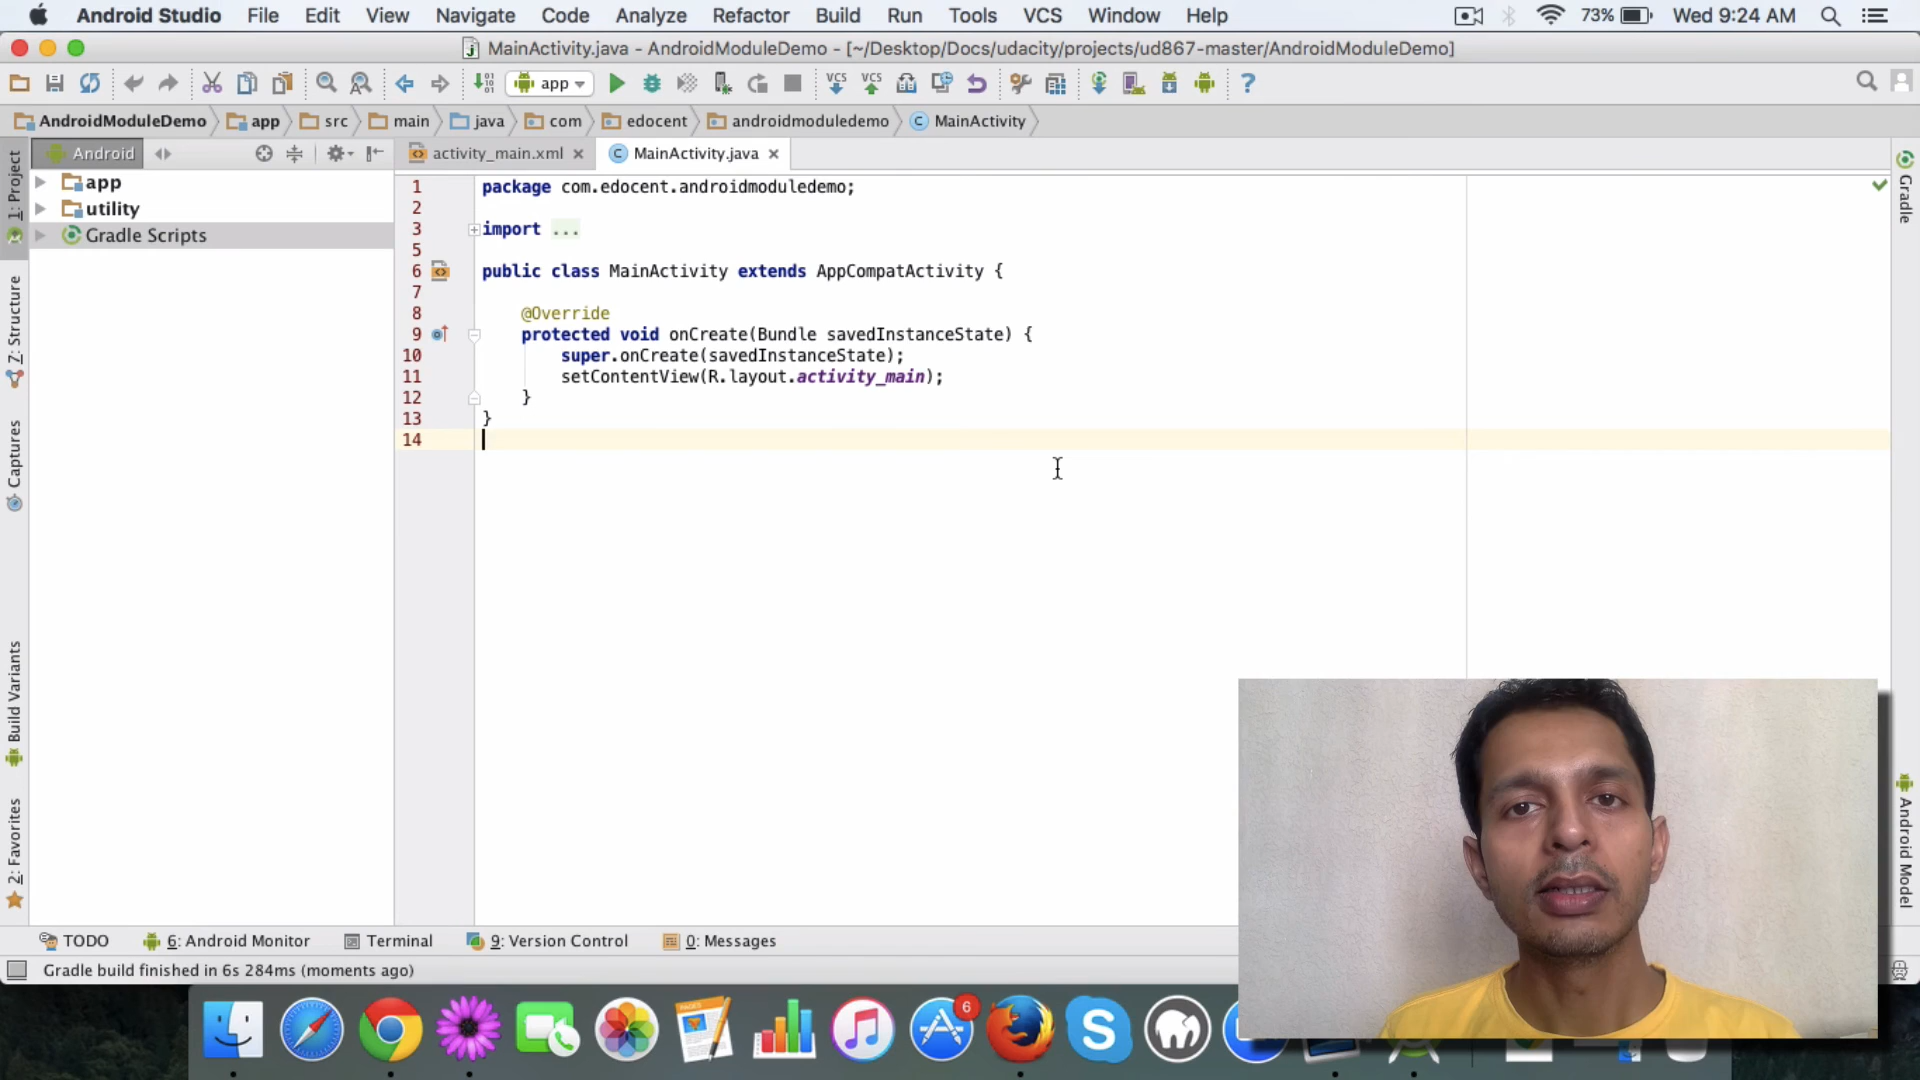 Android Studio File Edit View Navigate Code Analyze Refactor Build Run Tools VCS Window Help 73% Wed 9:24 AM
MainActivity.java - AndroidModuleDemo - [~/Desktop/Docs/udacity/projects/ud867-master/AndroidModuleDemo]
app VCS VCS ?
AndroidModuleDemo app src main java com edocent androidmoduledemo MainActivity
Android activity_main.xml MainActivity.java
app
utility
Gradle Scripts
1: Project
7: Structure
Captures
Build Variants
2: Favorites
1 package com.edocent.androidmoduledemo;
2
3 import ...
5
6 public class MainActivity extends AppCompatActivity {
7
8 @Override
9 protected void onCreate(Bundle savedInstanceState) {
10 super.onCreate(savedInstanceState);
11 setContentView(R.layout.activity_main);
12 }
13 }
14
Gradle
Android Model
TODO 6: Android Monitor Terminal 9: Version Control 0: Messages
Gradle build finished in 6s 284ms (moments ago)
PAGES
6